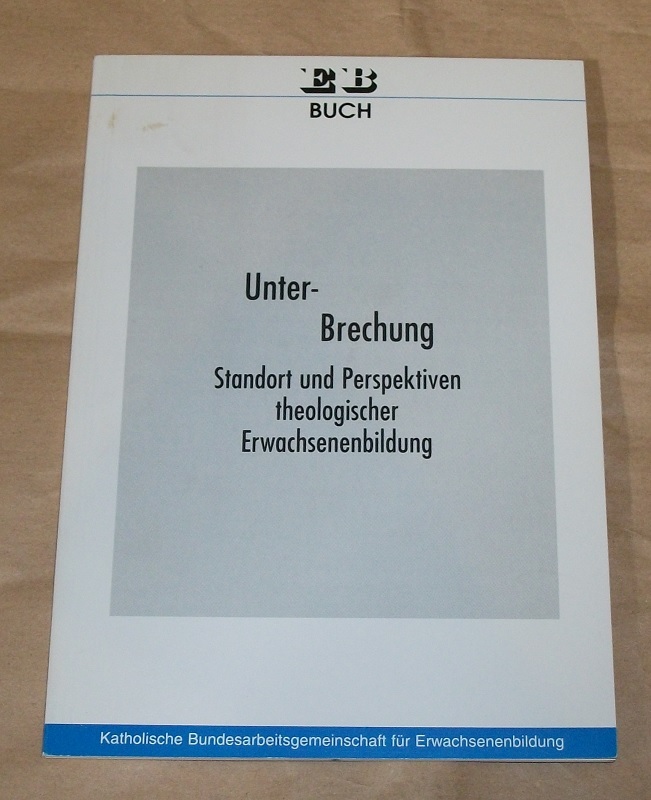 EB
BUCH
Unter-
Brechung
Standort und Perspektiven
theologischer
Erwachsenenbildung
Katholische Bundesarbeitsgemeinschaft für Erwachsenenbildung